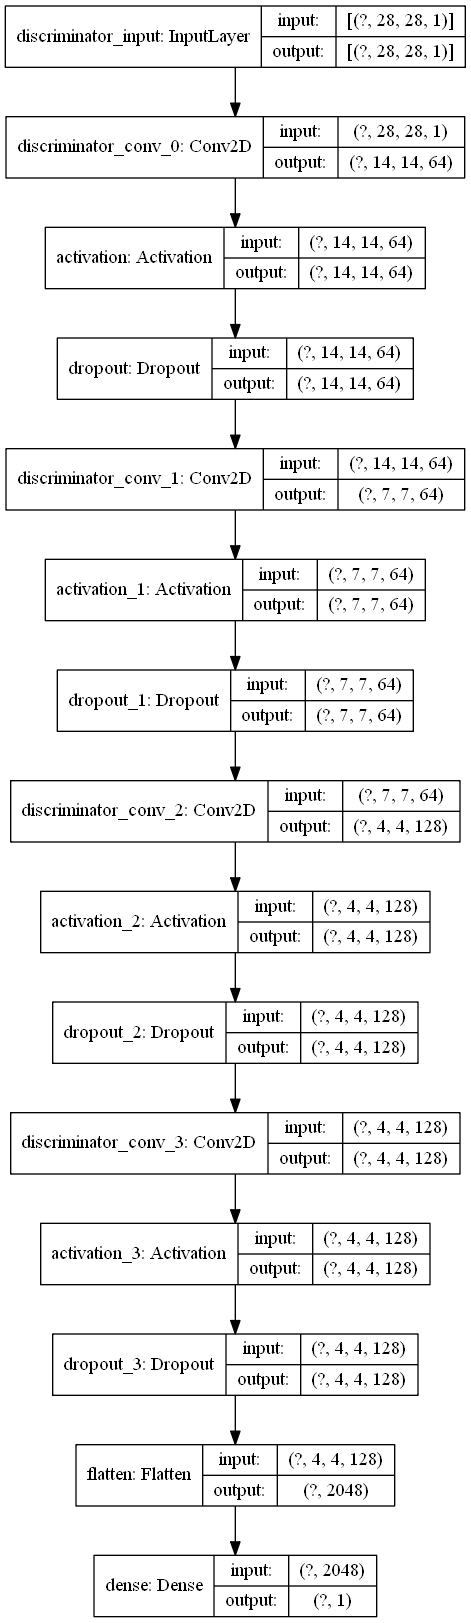 discriminator_input: InputLayer
input: [(?, 28, 28, 1)]
output: [(?, 28, 28, 1)]
discriminator_conv_0: Conv2D
input: (?, 28, 28, 1)
output: (?, 14, 14, 64)
activation: Activation
input: (?, 14, 14, 64)
output: (?, 14, 14, 64)
dropout: Dropout
input: (?, 14, 14, 64)
output: (?, 14, 14, 64)
discriminator_conv_1: Conv2D
input: (?, 14, 14, 64)
output: (?, 7, 7, 64)
activation_1: Activation
input: (?, 7, 7, 64)
output: (?, 7, 7, 64)
dropout_1: Dropout
input: (?, 7, 7, 64)
output: (?, 7, 7, 64)
discriminator_conv_2: Conv2D
input: (?, 7, 7, 64)
output: (?, 4, 4, 128)
activation_2: Activation
input: (?, 4, 4, 128)
output: (?, 4, 4, 128)
dropout_2: Dropout
input: (?, 4, 4, 128)
output: (?, 4, 4, 128)
discriminator_conv_3: Conv2D
input: (?, 4, 4, 128)
output: (?, 4, 4, 128)
activation_3: Activation
input: (?, 4, 4, 128)
output: (?, 4, 4, 128)
dropout_3: Dropout
input: (?, 4, 4, 128)
output: (?, 4, 4, 128)
flatten: Flatten
input: (?, 4, 4, 128)
output: (?, 2048)
dense: Dense
input: (?, 2048)
output: (?, 1)